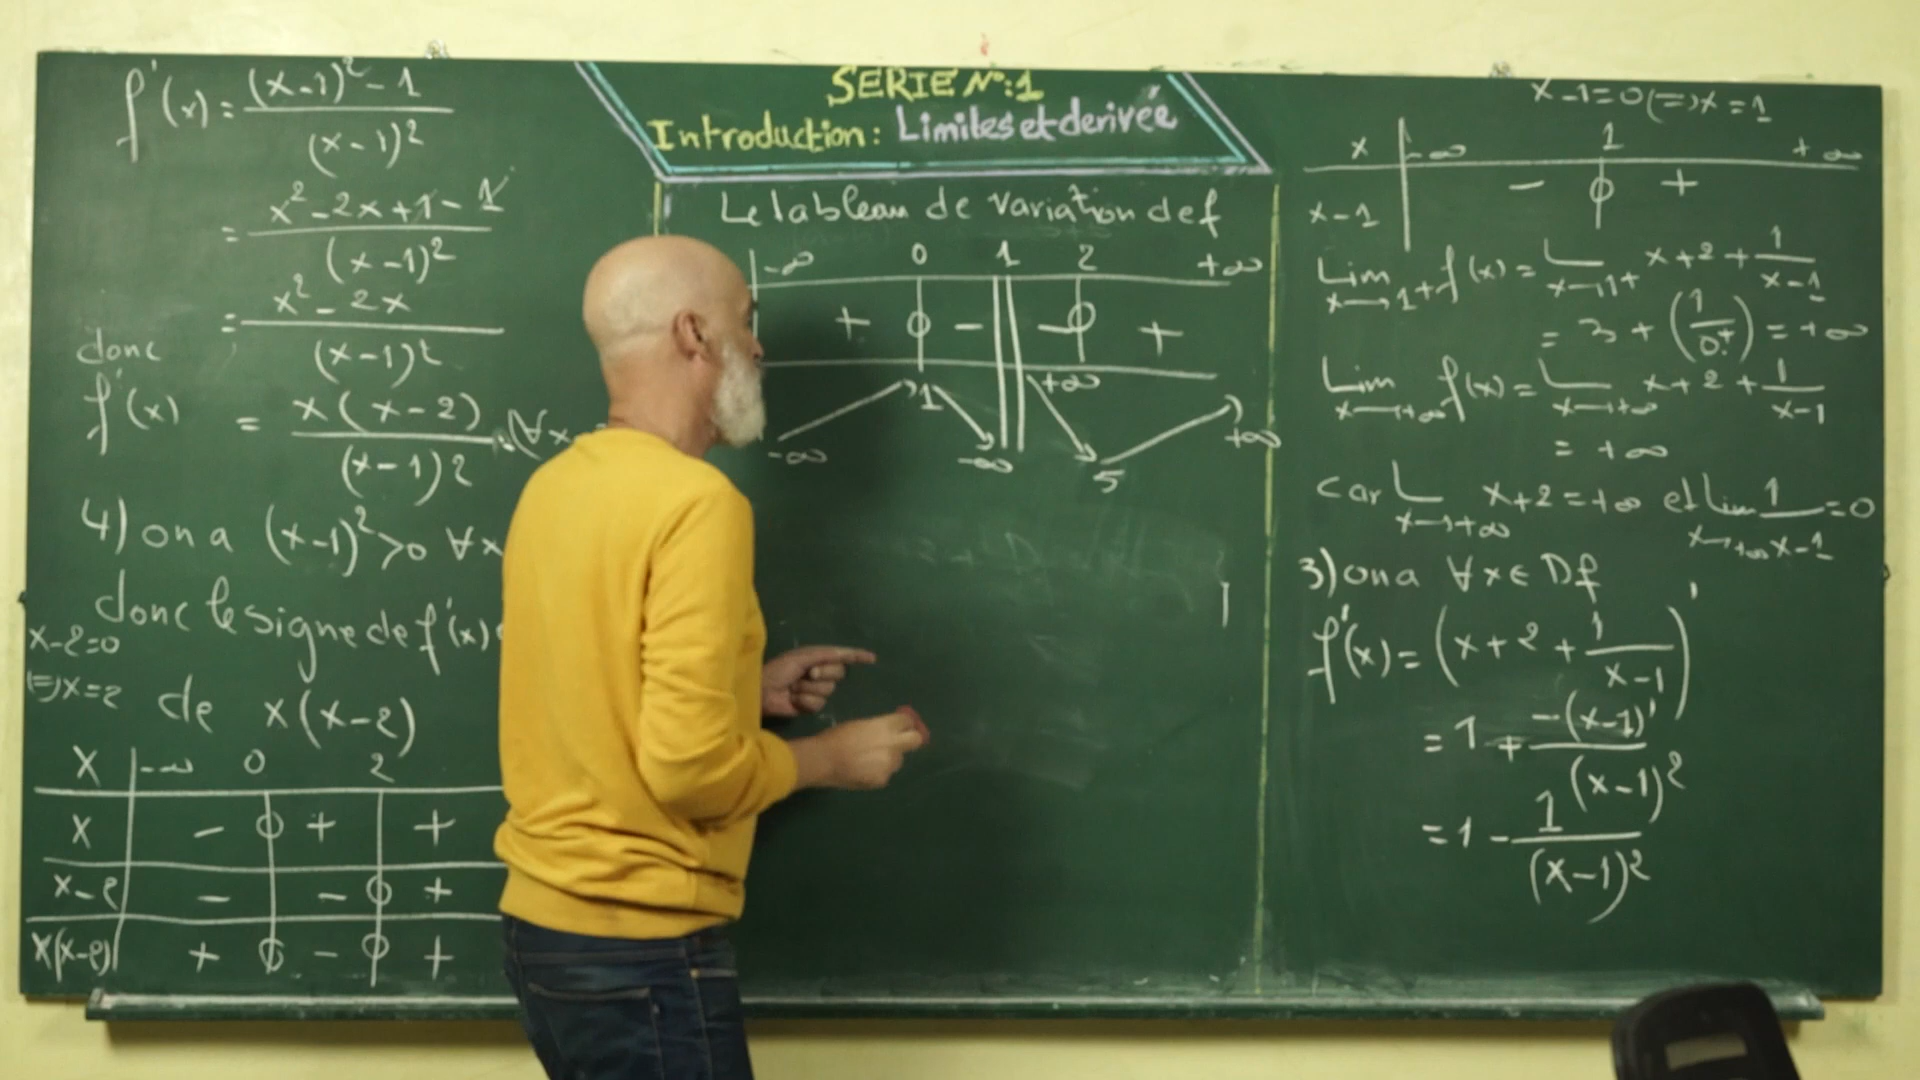 f'(x) = ((x-1)² - 1) / (x-1)²
= (x² - 2x + 1 - 1) / (x-1)²
= (x² - 2x) / (x-1)²
donc
f'(x) = x(x-2) / (x-1)² , (∀x
4) on a (x-1)² >0 ∀x
donc le signe de f'(x)
x-2=0
(=) x=2
de x(x-2)
x | -∞ 0 2
x | - 0 + +
x-2 | - - 0 +
x(x-2) | + 0 - 0 +
SERIE N°:1
Introduction: Limites et derivée
Le tableau de variation de f
-∞ 0 1 2 +∞
+ 0 - || - 0 +
-∞ 1 -∞ || +∞ 5 +∞
x-1=0 (=) x=1
x | -∞ 1 +∞
x-1 | - 0 +
Lim x→1+ f(x) = L x→1+ x+2+ 1/(x-1)
= 3 + (1/0+) = +∞
Lim x→+∞ f(x) = L x→+∞ x+2+ 1/(x-1)
= +∞
car L x→+∞ x+2=+∞ et Lim x→+∞ 1/(x-1) =0
3) on a ∀x∈Df
f'(x) = (x+2+ 1/(x-1))'
= 1 + -(x-1)' / (x-1)²
= 1 - 1/(x-1)²